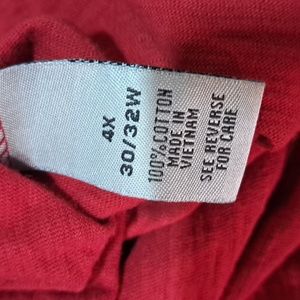 4X
30/32W
100% COTTON
MADE IN
VIETNAM
SEE REVERSE
FOR CARE